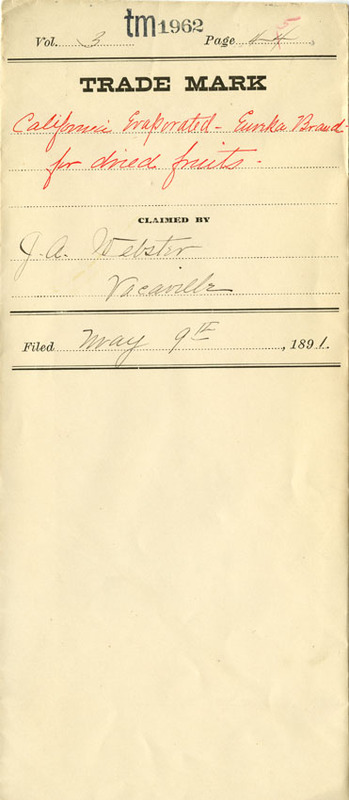 tm1962
Vol. 3 Page
TRADE MARK
California Evaporated - Eureka Brand -
for dried fruits -
CLAIMED BY
J. A. Webster
Vacaville
Filed May 9th, 1891.